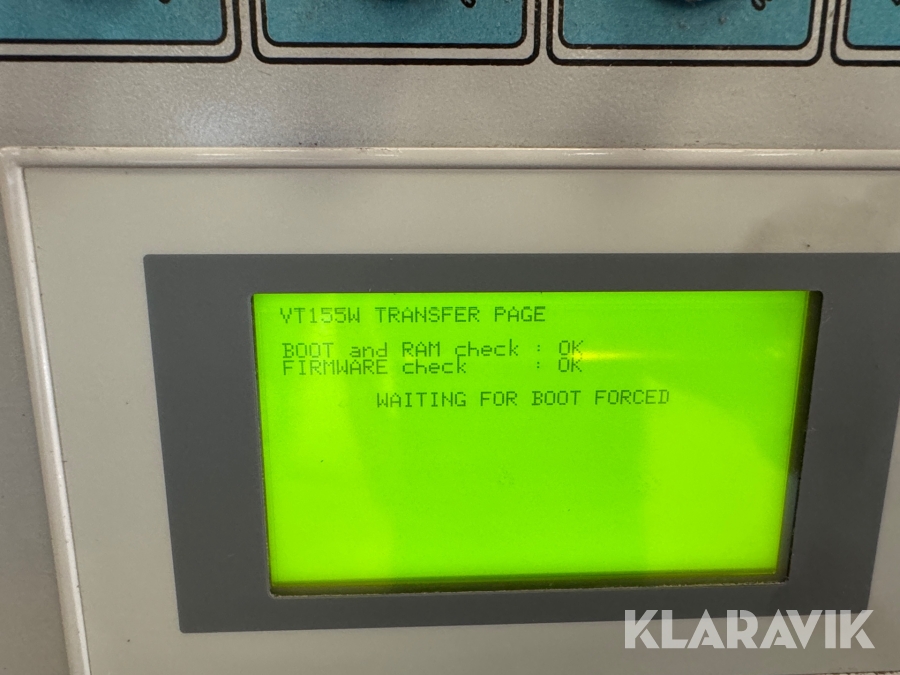 VT155W TRANSFER PAGE
BOOT and RAM check : OK
FIRMWARE check : OK
WAITING FOR BOOT FORCED
KLARAVIK